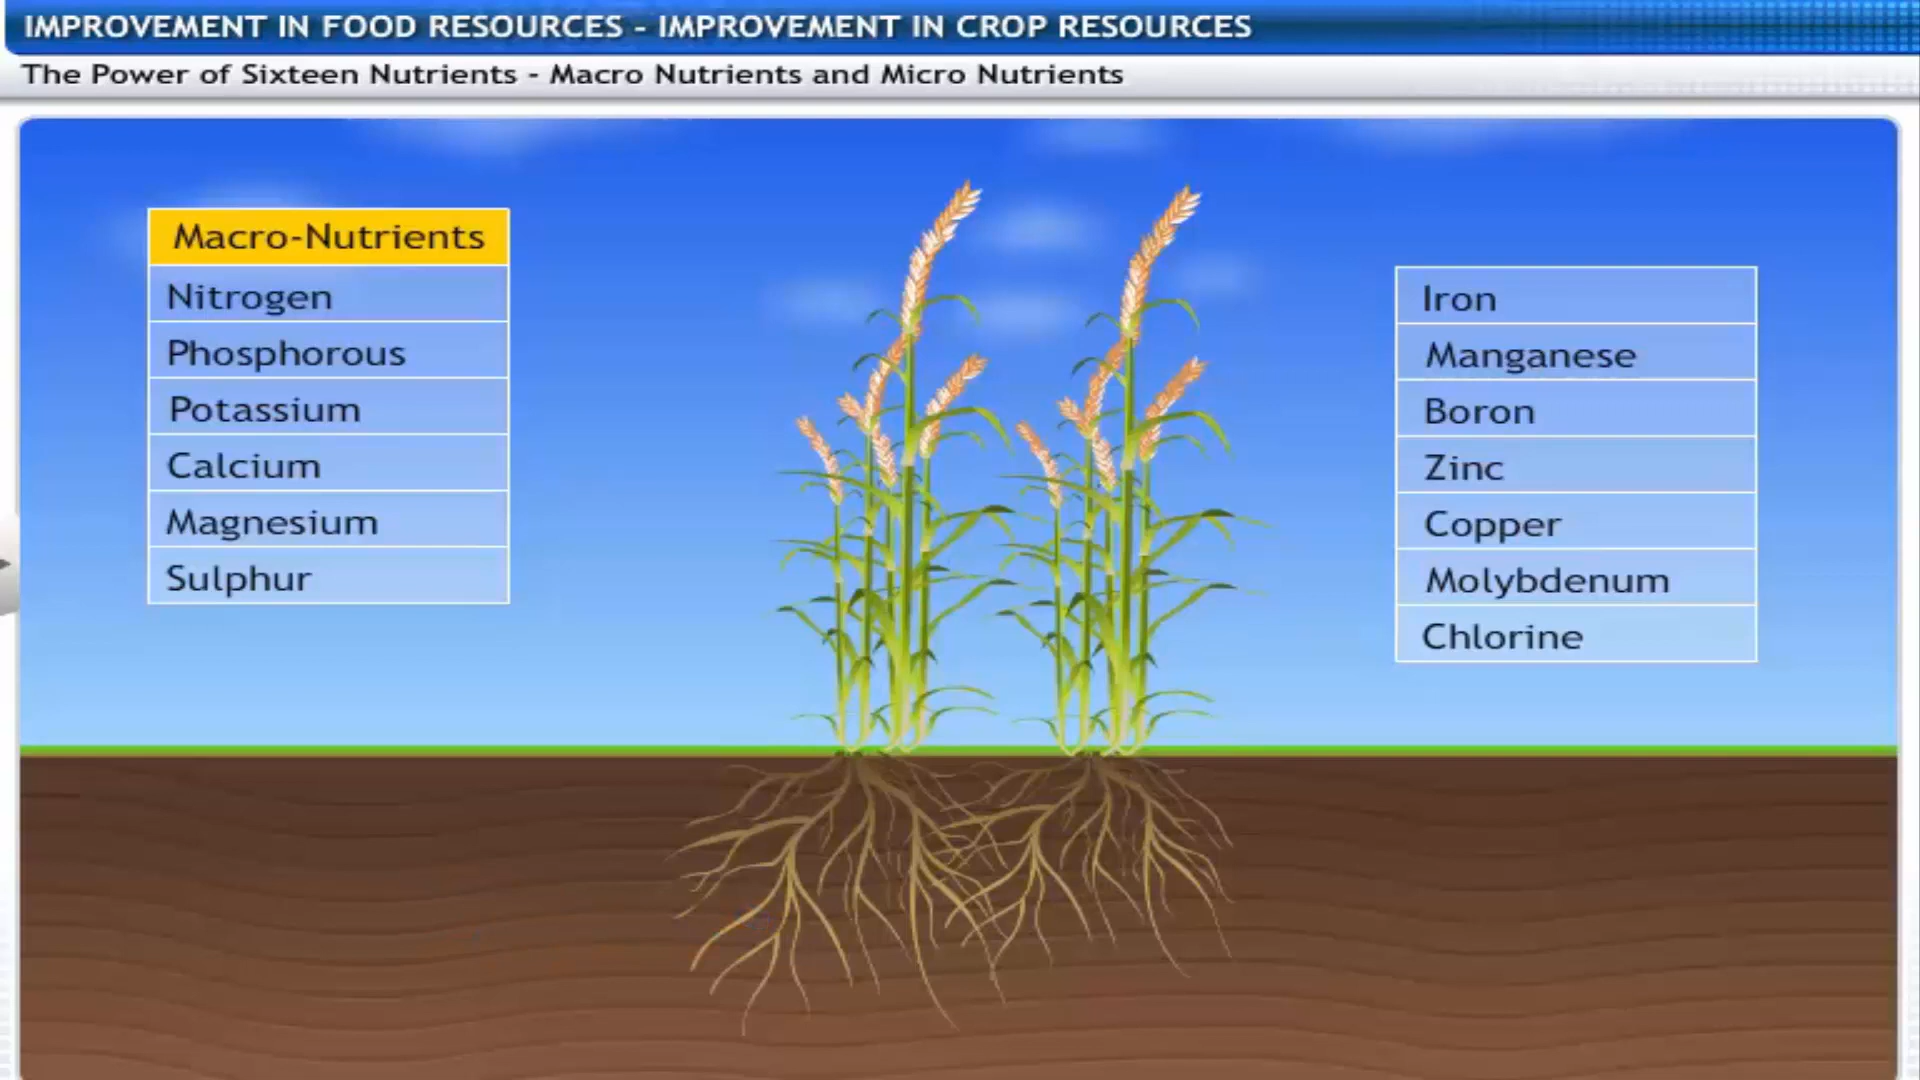 IMPROVEMENT IN FOOD RESOURCES - IMPROVEMENT IN CROP RESOURCES
The Power of Sixteen Nutrients - Macro Nutrients and Micro Nutrients
Macro-Nutrients
Nitrogen
Phosphorous
Potassium
Calcium
Magnesium
Sulphur
Iron
Manganese
Boron
Zinc
Copper
Molybdenum
Chlorine